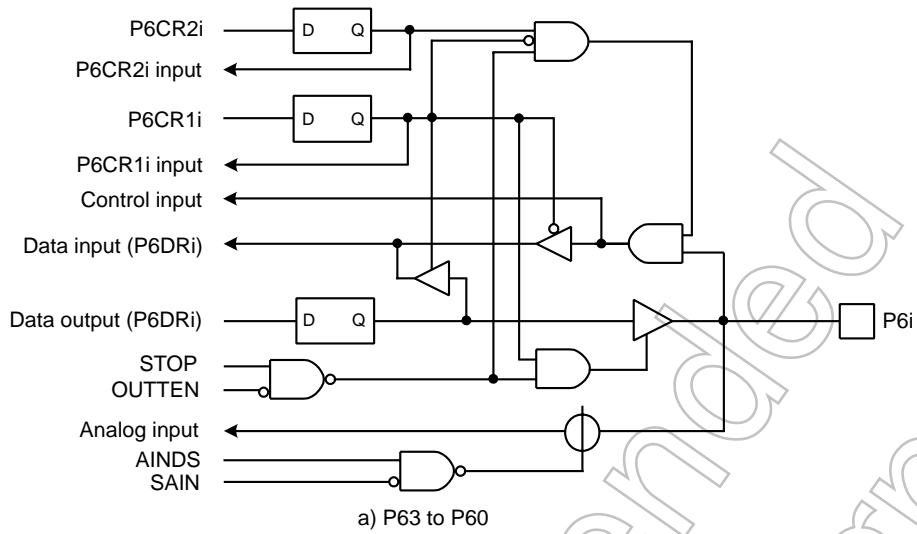 P6CR2i
D Q
P6CR2i input
P6CR1i
D Q
P6CR1i input
Control input
Data input (P6DRi)
Data output (P6DRi)
D Q
P6i
STOP
OUTTEN
Analog input
AINDS
SAIN
a) P63 to P60
ended